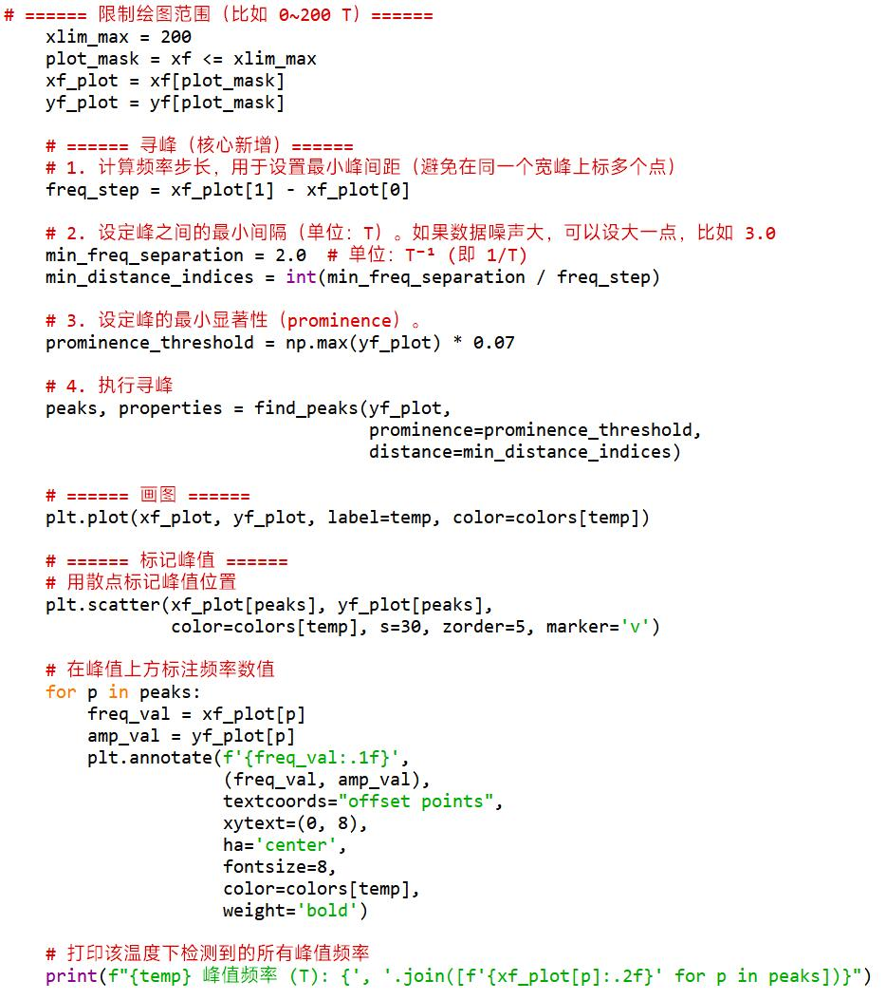 # ====== 限制绘图范围（比如 0~200 T）======
    xlim_max = 200
    plot_mask = xf <= xlim_max
    xf_plot = xf[plot_mask]
    yf_plot = yf[plot_mask]

    # ====== 寻峰（核心新增）======
    # 1. 计算频率步长，用于设置最小峰间距（避免在同一个宽峰上标多个点）
    freq_step = xf_plot[1] - xf_plot[0]

    # 2. 设定峰之间的最小间隔（单位：T）。如果数据噪声大，可以设大一点，比如 3.0
    min_freq_separation = 2.0  # 单位：T⁻¹ (即 1/T)
    min_distance_indices = int(min_freq_separation / freq_step)

    # 3. 设定峰的最小显著性（prominence）。
    prominence_threshold = np.max(yf_plot) * 0.07

    # 4. 执行寻峰
    peaks, properties = find_peaks(yf_plot,
                                   prominence=prominence_threshold,
                                   distance=min_distance_indices)

    # ====== 画图 ======
    plt.plot(xf_plot, yf_plot, label=temp, color=colors[temp])

    # ====== 标记峰值 ======
    # 用散点标记峰值位置
    plt.scatter(xf_plot[peaks], yf_plot[peaks],
                color=colors[temp], s=30, zorder=5, marker='v')

    # 在峰值上方标注频率数值
    for p in peaks:
        freq_val = xf_plot[p]
        amp_val = yf_plot[p]
        plt.annotate(f'{freq_val:.1f}',
                     (freq_val, amp_val),
                     textcoords="offset points",
                     xytext=(0, 8),
                     ha='center',
                     fontsize=8,
                     color=colors[temp],
                     weight='bold')

    # 打印该温度下检测到的所有峰值频率
    print(f"{temp} 峰值频率 (T): {', '.join([f'{xf_plot[p]:.2f}' for p in peaks])}")